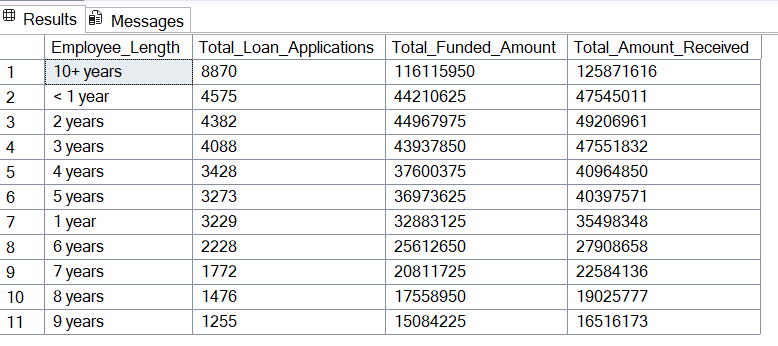 Results Messages
Employee_Length Total_Loan_Applications Total_Funded_Amount Total_Amount_Received
1 10+ years 8870 116115950 125871616
2 < 1 year 4575 44210625 47545011
3 2 years 4382 44967975 49206961
4 3 years 4088 43937850 47551832
5 4 years 3428 37600375 40964850
6 5 years 3273 36973625 40397571
7 1 year 3229 32883125 35498348
8 6 years 2228 25612650 27908658
9 7 years 1772 20811725 22584136
10 8 years 1476 17558950 19025777
11 9 years 1255 15084225 16516173